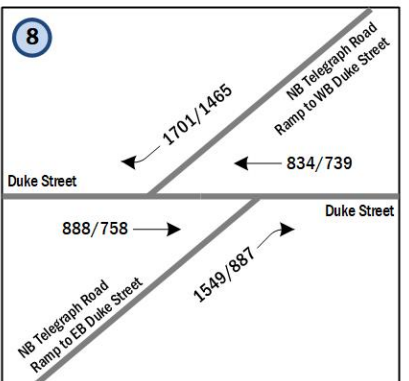 8
NB Telegraph Road
Ramp to WB Duke Street
1701/1465
834/739
Duke Street
Duke Street
888/758
1549/887
NB Telegraph Road
Ramp to EB Duke Street